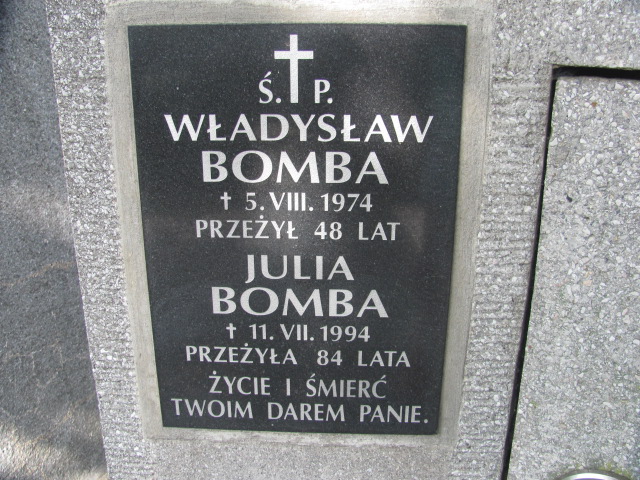 Ś. P.
WŁADYSŁAW
BOMBA
† 5. VIII. 1974
PRZEŻYŁ 48 LAT
JULIA
BOMBA
† 11. VII. 1994
PRZEŻYŁA 84 LATA
ŻYCIE I ŚMIERĆ
TWOIM DAREM PANIE.